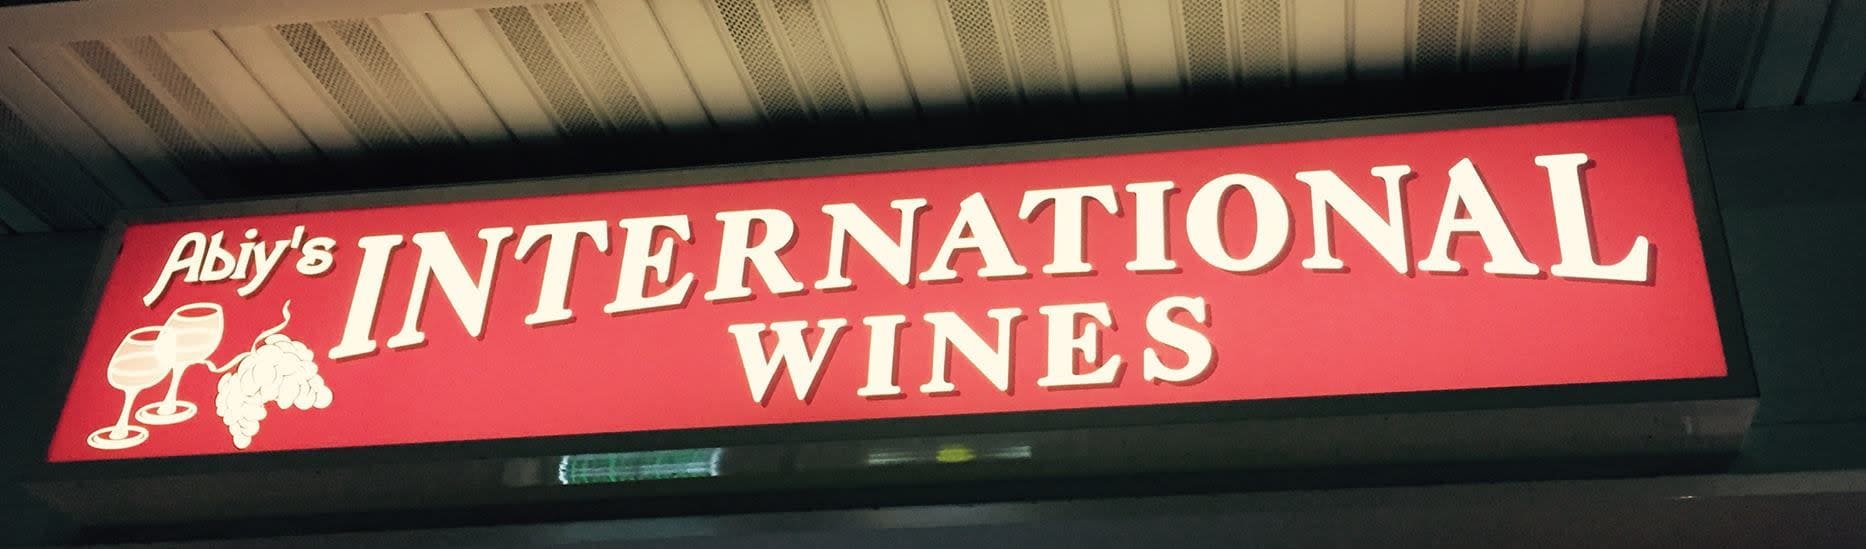 Abiy's INTERNATIONAL
WINES